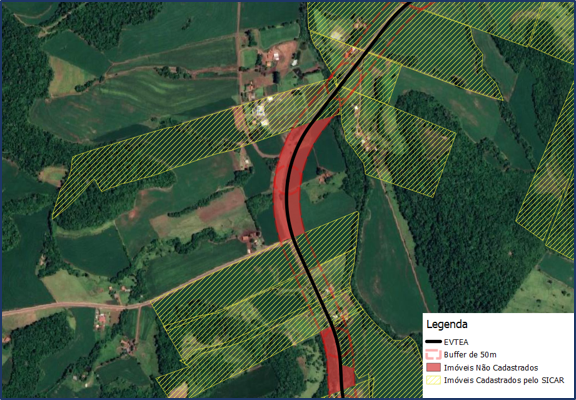 Legenda
EVTEA
Buffer de 50m
Imóveis Não Cadastrados
Imóveis Cadastrados pelo SICAR